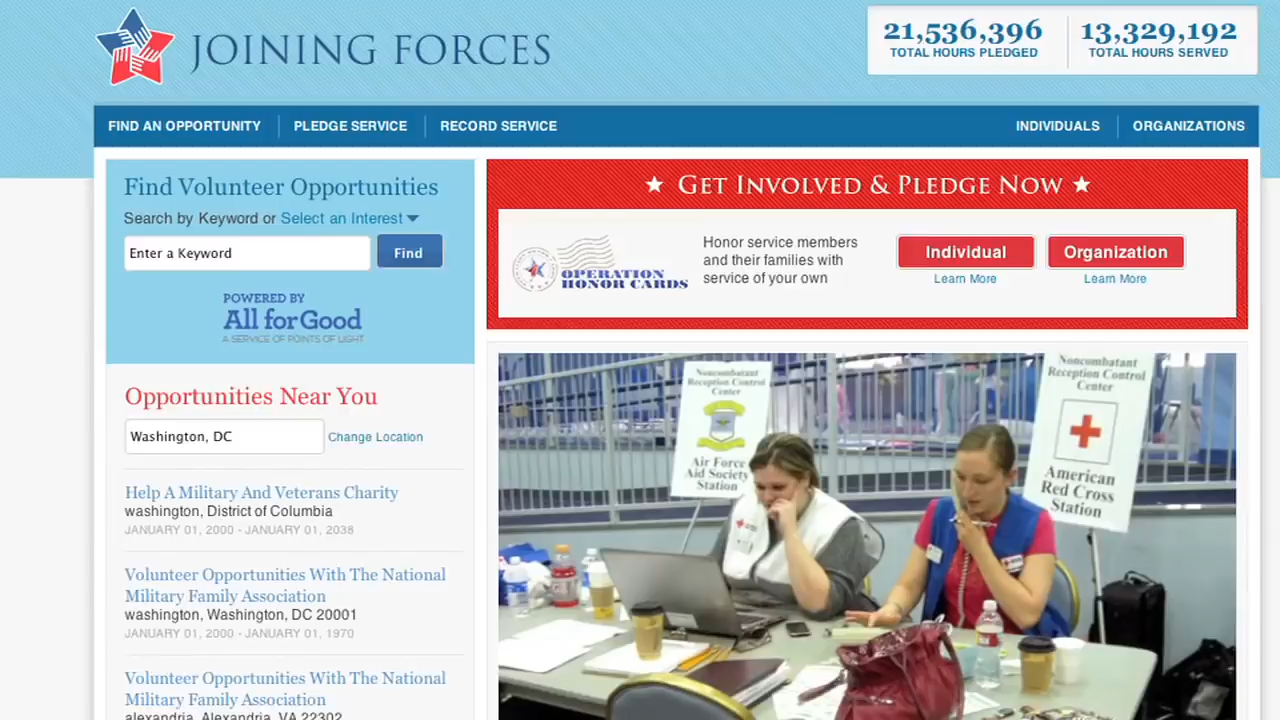 JOINING FORCES
21,536,396
TOTAL HOURS PLEDGED
13,329,192
TOTAL HOURS SERVED
FIND AN OPPORTUNITY
PLEDGE SERVICE
RECORD SERVICE
INDIVIDUALS
ORGANIZATIONS
Find Volunteer Opportunities
Search by Keyword or Select an Interest
Enter a Keyword
Find
POWERED BY
All for Good
A SERVICE OF POINTS OF LIGHT
Opportunities Near You
Washington, DC
Change Location
Help A Military And Veterans Charity
washington, District of Columbia
JANUARY 01, 2000 - JANUARY 01, 2038
Volunteer Opportunities With The National
Military Family Association
washington, Washington, DC 20001
JANUARY 01, 2000 - JANUARY 01, 1970
Volunteer Opportunities With The National
Military Family Association
alexandria, Alexandria, VA 22302
GET INVOLVED & PLEDGE NOW
OPERATION
HONOR CARDS
Honor service members
and their families with
service of your own
Individual
Learn More
Organization
Learn More
Noncombatant
Reception Control
Center
Air Force
Aid Society
Station
Noncombatant
Reception Control
Center
American
Red Cross
Station